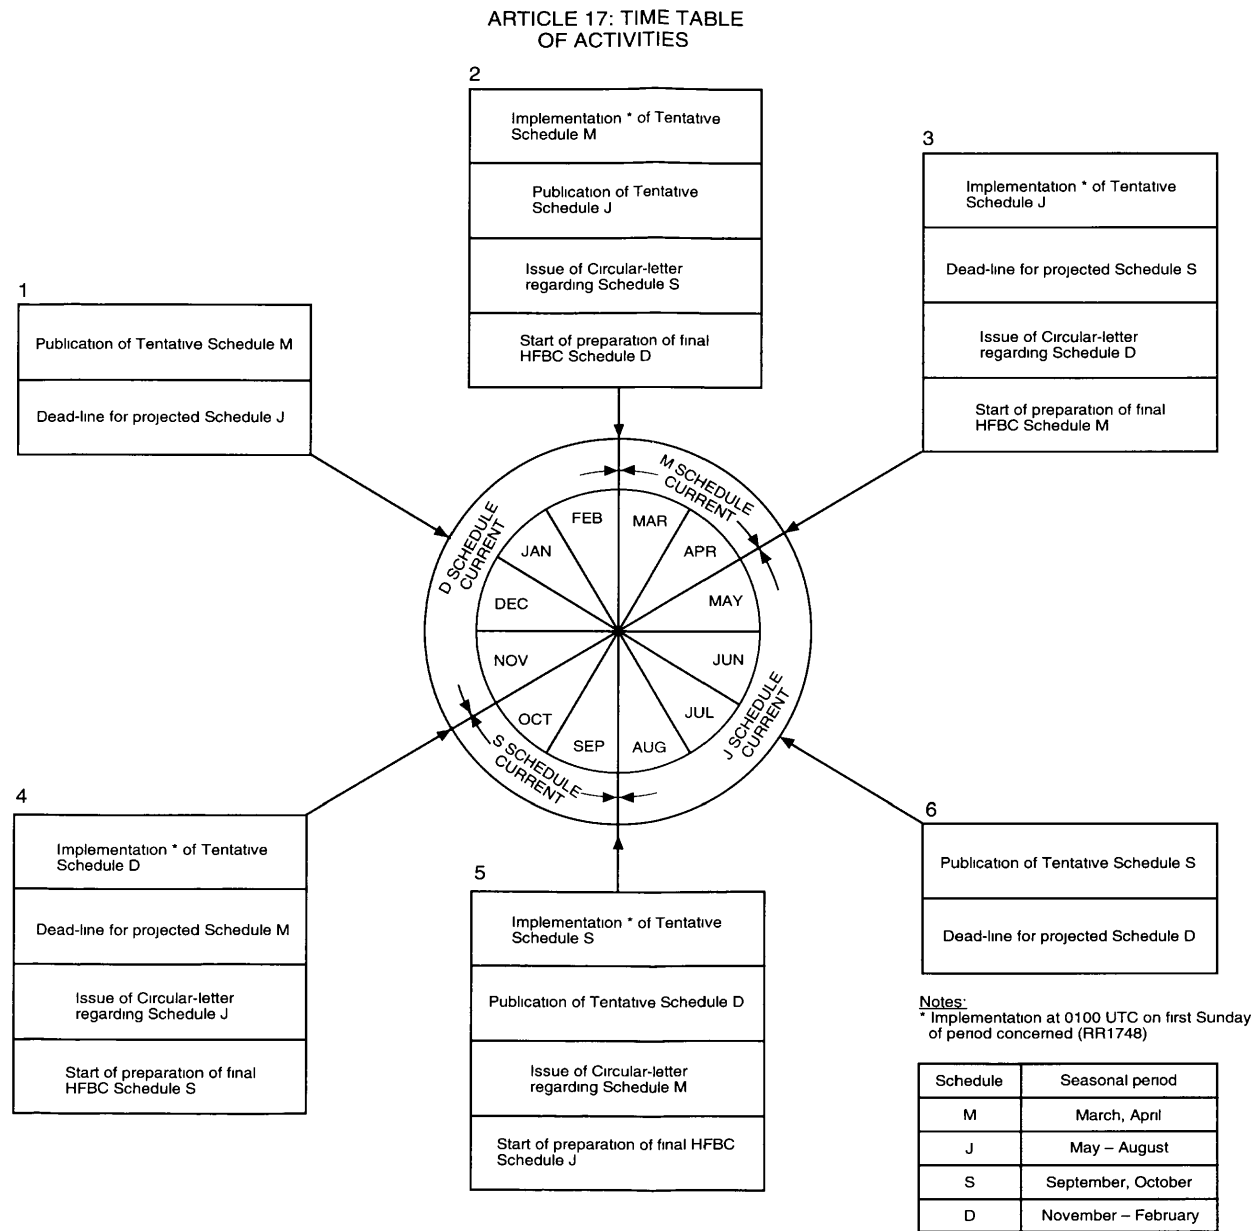 ARTICLE 17: TIME TABLE
OF ACTIVITIES
1
Publication of Tentative Schedule M
Dead-line for projected Schedule J
2
Implementation * of Tentative
Schedule M
Publication of Tentative
Schedule J
Issue of Circular-letter
regarding Schedule S
Start of preparation of final
HFBC Schedule D
3
Implementation * of Tentative
Schedule J
Dead-line for projected Schedule S
Issue of Circular-letter
regarding Schedule D
Start of preparation of final
HFBC Schedule M
M SCHEDULE
CURRENT
D SCHEDULE
CURRENT
J SCHEDULE
CURRENT
S SCHEDULE
CURRENT
JAN
FEB
MAR
APR
MAY
JUN
JUL
AUG
SEP
OCT
NOV
DEC
4
Implementation * of Tentative
Schedule D
Dead-line for projected Schedule M
Issue of Circular-letter
regarding Schedule J
Start of preparation of final
HFBC Schedule S
5
Implementation * of Tentative
Schedule S
Publication of Tentative Schedule D
Issue of Circular-letter
regarding Schedule M
Start of preparation of final HFBC
Schedule J
6
Publication of Tentative Schedule S
Dead-line for projected Schedule D
Notes:
* Implementation at 0100 UTC on first Sunday
of period concerned (RR1748)
Schedule Seasonal period
M March, April
J May – August
S September, October
D November – February